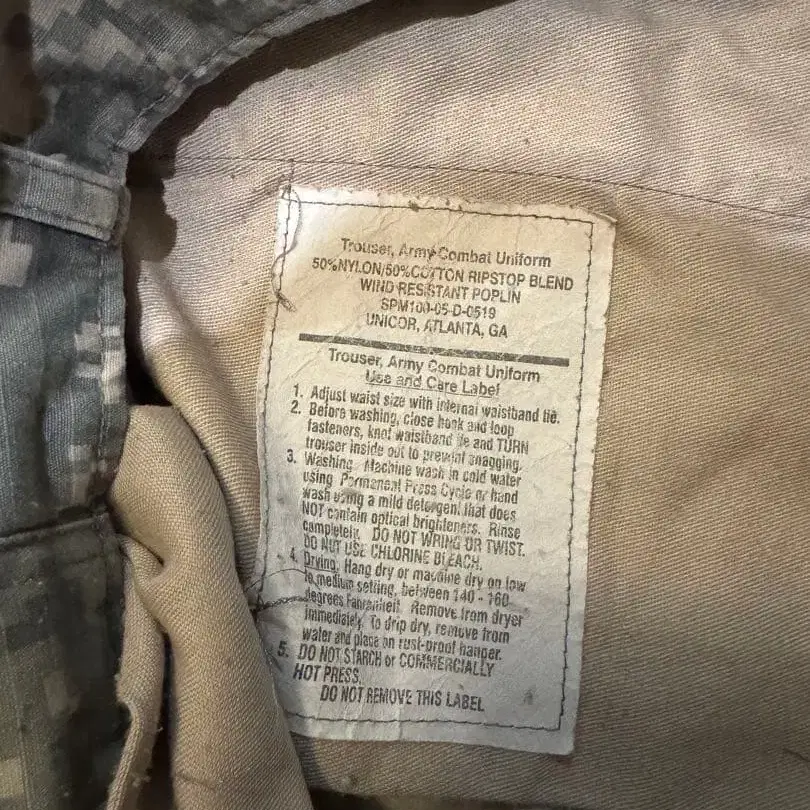 Trouser, Army Combat Uniform
50%NYLON/50%COTTON RIPSTOP BLEND
WIND RESISTANT POPLIN
SPM100-05-D-0519
UNICOR, ATLANTA, GA
Trouser, Army Combat Uniform
Use and Care Label
1. Adjust waist size with internal waistband tie.
2. Before washing, close hook and loop
fasteners, knot waistband tie and TURN
trouser inside out to prevent snagging.
3. Washing. Machine wash in cold water
using Permanent Press Cycle or hand
wash using a mild detergent that does
NOT contain optical brighteners. Rinse
completely. DO NOT WRING OR TWIST.
DO NOT USE CHLORINE BLEACH.
4. Drying. Hang dry or machine dry on low
to medium setting, between 140 - 160
degrees Fahrenheit. Remove from dryer
immediately. To drip dry, remove from
water and place on rust-proof hanger.
5. DO NOT STARCH or COMMERCIALLY
HOT PRESS.
DO NOT REMOVE THIS LABEL